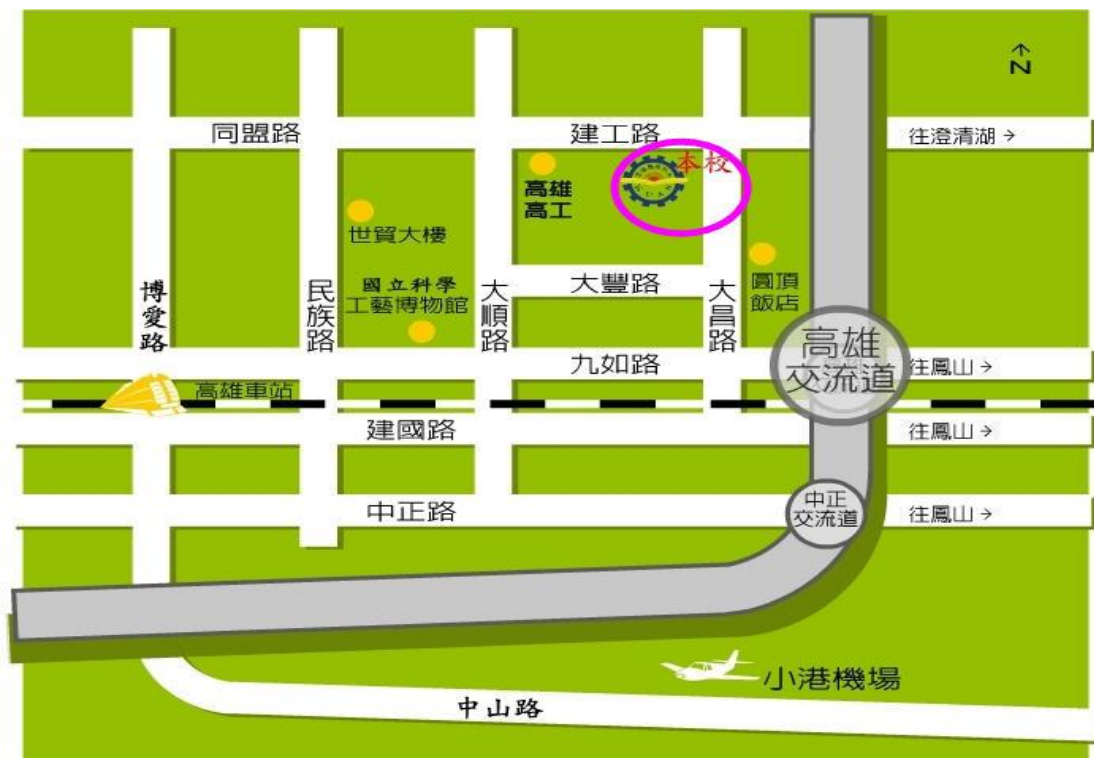 N
同盟路
建工路
往澄清湖
本校
高雄
高工
世貿大樓
國立科學
工藝博物館
大豐路
圓頂
飯店
博愛路
民族路
大順路
大昌路
高雄
交流道
九如路
往鳳山
高雄車站
建國路
往鳳山
中正路
中正
交流道
往鳳山
小港機場
中山路